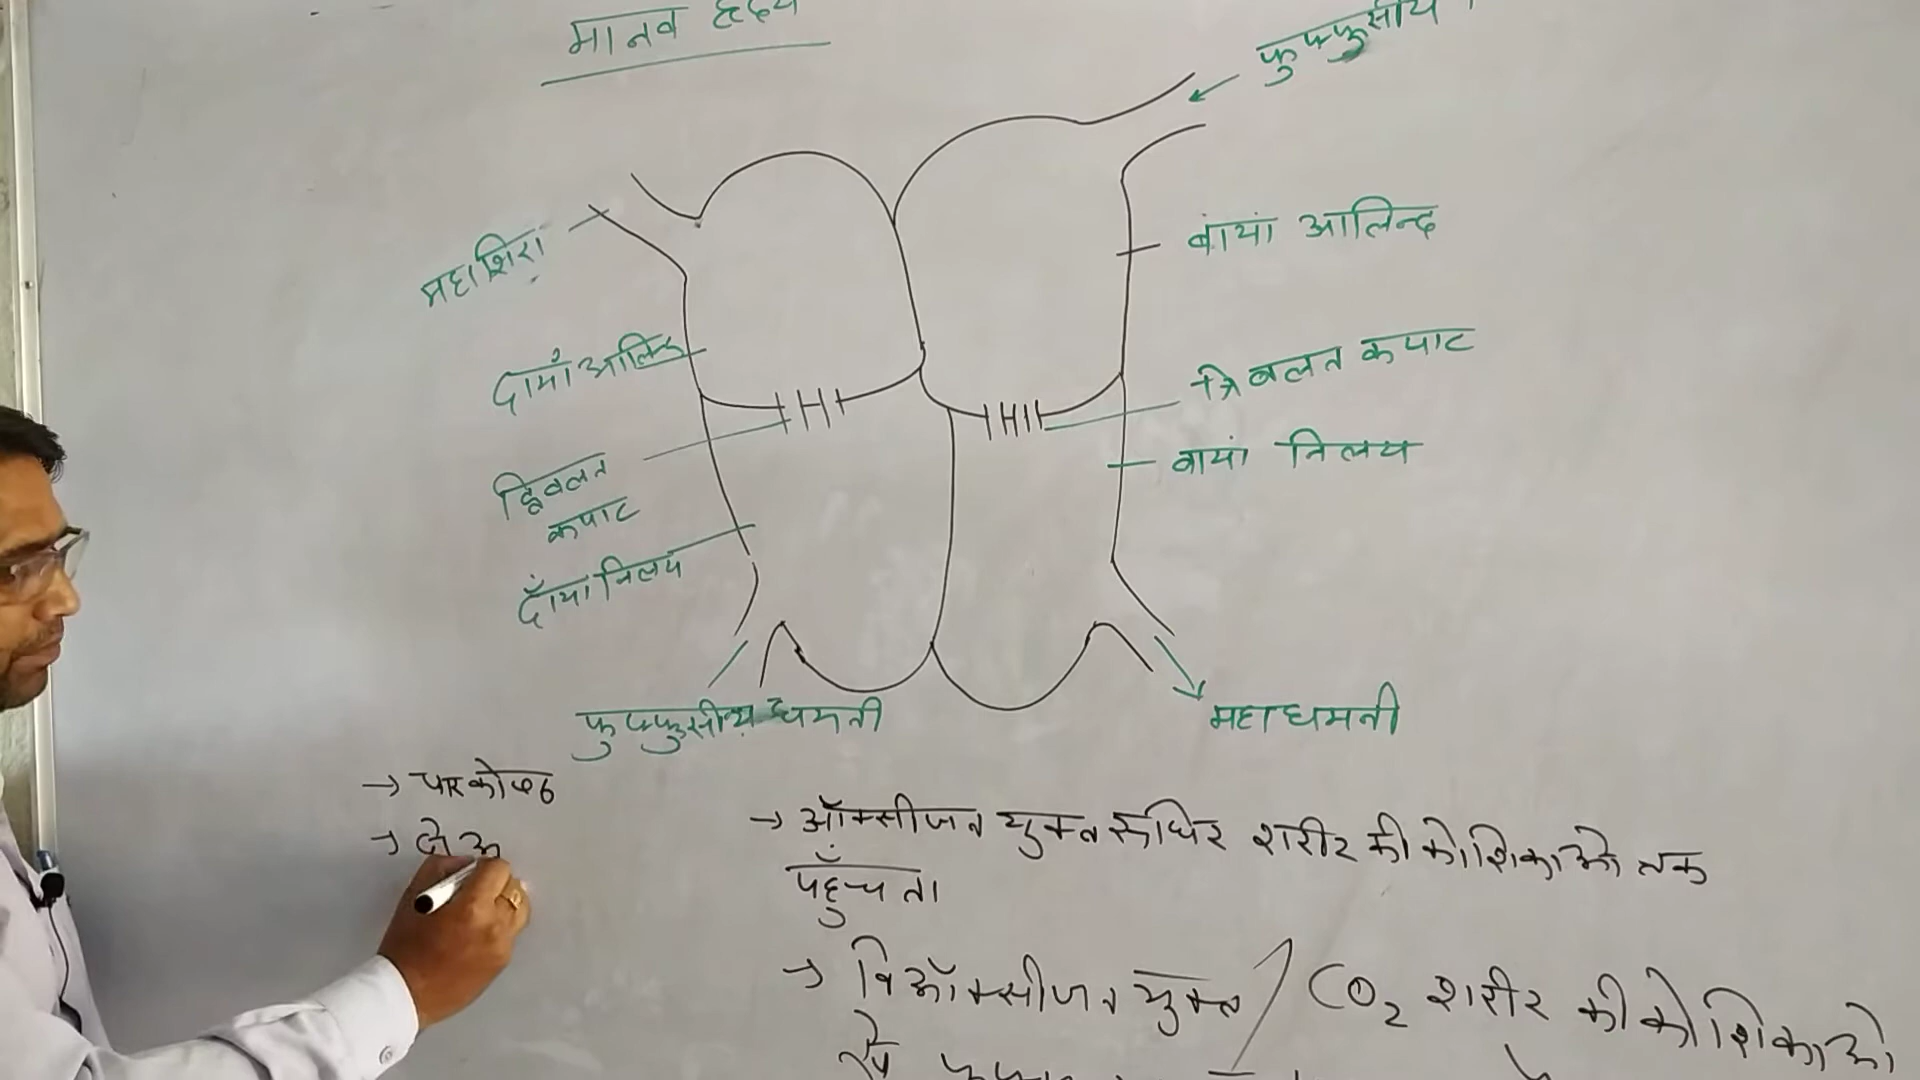 मानव हृदय
फुफ्फुसीय
महाशिरा
बांयां आलिन्द
दायाँ आलिन्द
त्रिवलन कपाट
द्विवलन
कपाट
बायां निलय
दाँया निलय
फुफ्फुसीय धमनी
महाधमनी
→ चार कोष्ठ
→ दो अ
→ ऑक्सीजन युक्त रूधिर शरीर की कोशिकाओ तक
पहुँचता
→ विऑक्सीजन युक्त / CO2 शरीर की कोशिकाओ
से